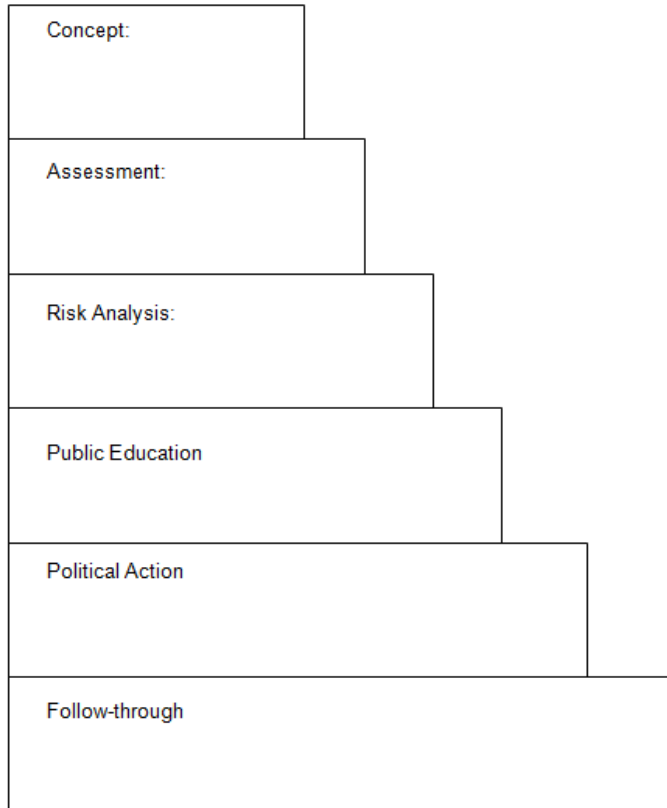 Concept:
Assessment:
Risk Analysis:
Public Education
Political Action
Follow-through